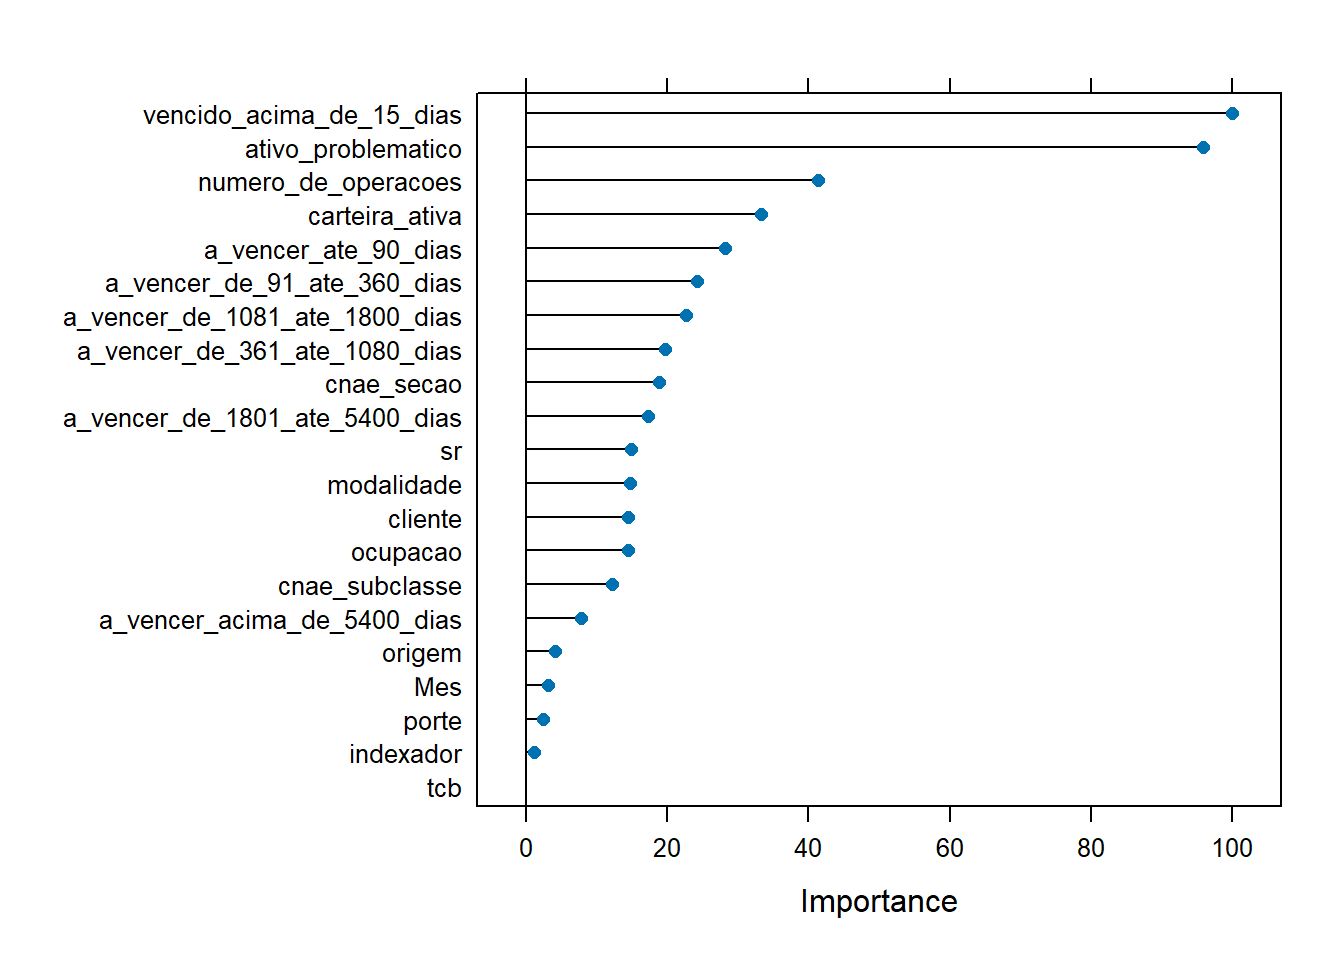 vencido_acima_de_15_dias
ativo_problematico
numero_de_operacoes
carteira_ativa
a_vencer_ate_90_dias
a_vencer_de_91_ate_360_dias
a_vencer_de_1081_ate_1800_dias
a_vencer_de_361_ate_1080_dias
cnae_secao
a_vencer_de_1801_ate_5400_dias
sr
modalidade
cliente
ocupacao
cnae_subclasse
a_vencer_acima_de_5400_dias
origem
Mes
porte
indexador
tcb
0 20 40 60 80 100
Importance